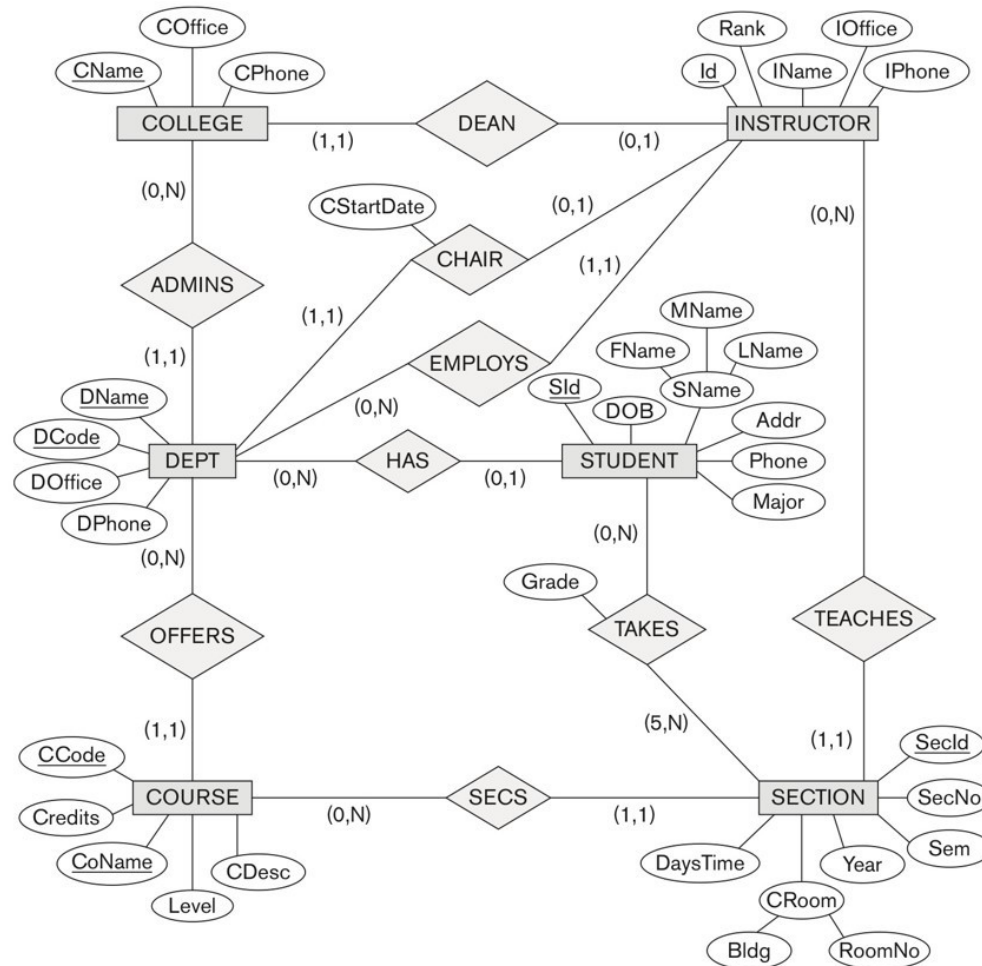 COffice
CName
CPhone
COLLEGE
(1,1)
DEAN
(0,1)
Rank
IOffice
Id
IName
IPhone
INSTRUCTOR
(0,N)
CStartDate
(0,1)
(0,N)
CHAIR
ADMINS
(1,1)
(1,1)
MName
(1,1)
EMPLOYS
FName
LName
(0,N)
SId
SName
DName
DOB
DCode
Addr
DEPT
(0,N)
HAS
(0,1)
STUDENT
Phone
DOffice
Major
DPhone
(0,N)
(0,N)
Grade
OFFERS
TAKES
TEACHES
(1,1)
(5,N)
(1,1)
CCode
SecId
COURSE
(0,N)
SECS
(1,1)
SECTION
SecNo
Credits
CoName
CDesc
DaysTime
Year
Sem
Level
CRoom
Bldg
RoomNo